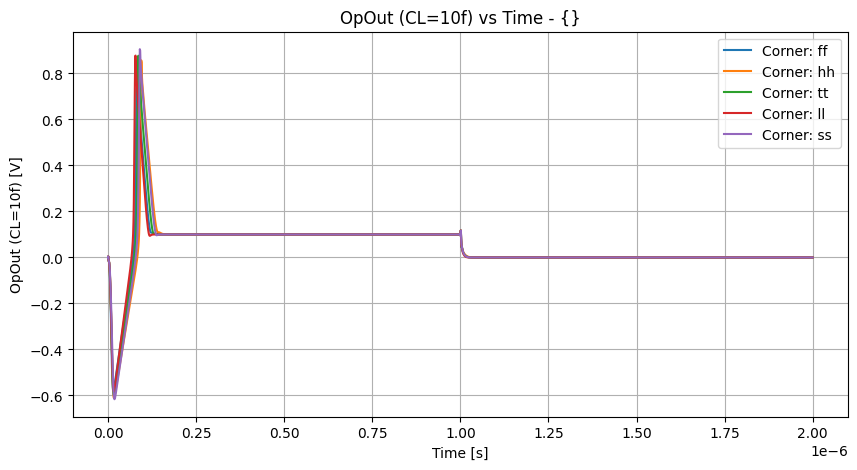 OpOut (CL=10f) vs Time - {}
OpOut (CL=10f) [V]
0.8
0.6
0.4
0.2
0.0
−0.2
−0.4
−0.6
Corner: ff
Corner: hh
Corner: tt
Corner: ll
Corner: ss
0.00 0.25 0.50 0.75 1.00 1.25 1.50 1.75 2.00
1e−6
Time [s]